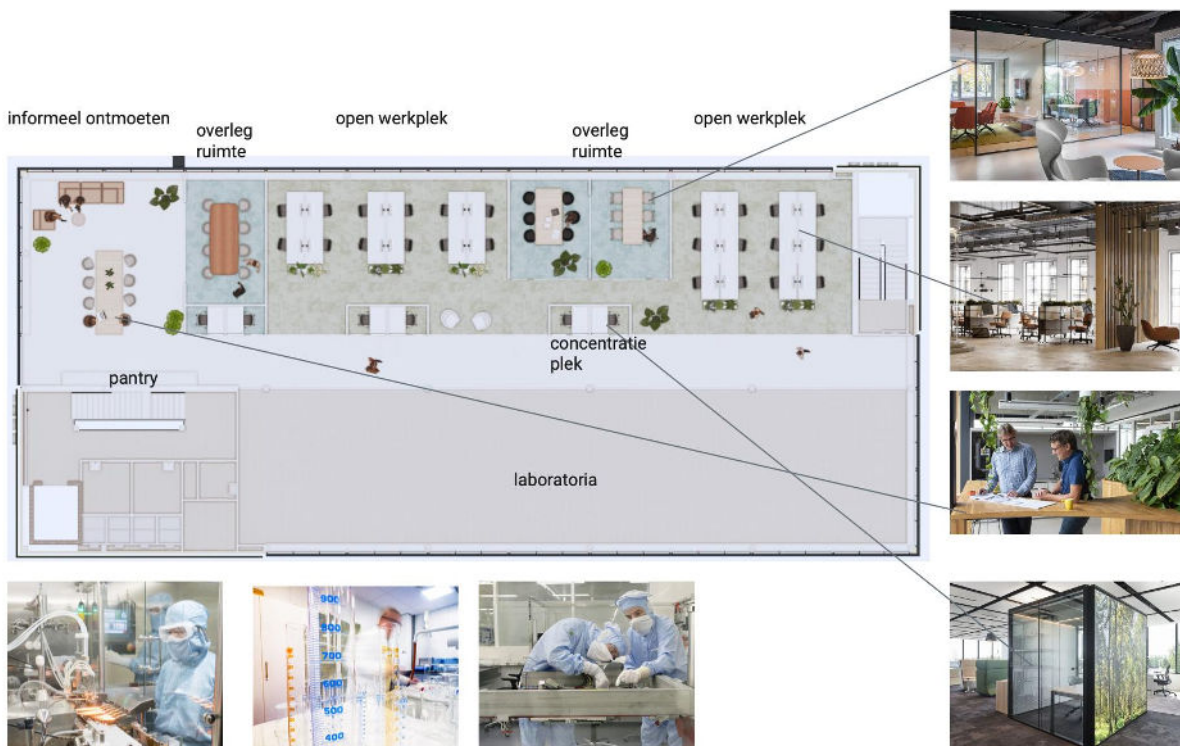 informeel ontmoeten
overleg
ruimte
open werkplek
overleg
ruimte
open werkplek
concentratie
plek
pantry
laboratoria
900
800
700
600
500
400